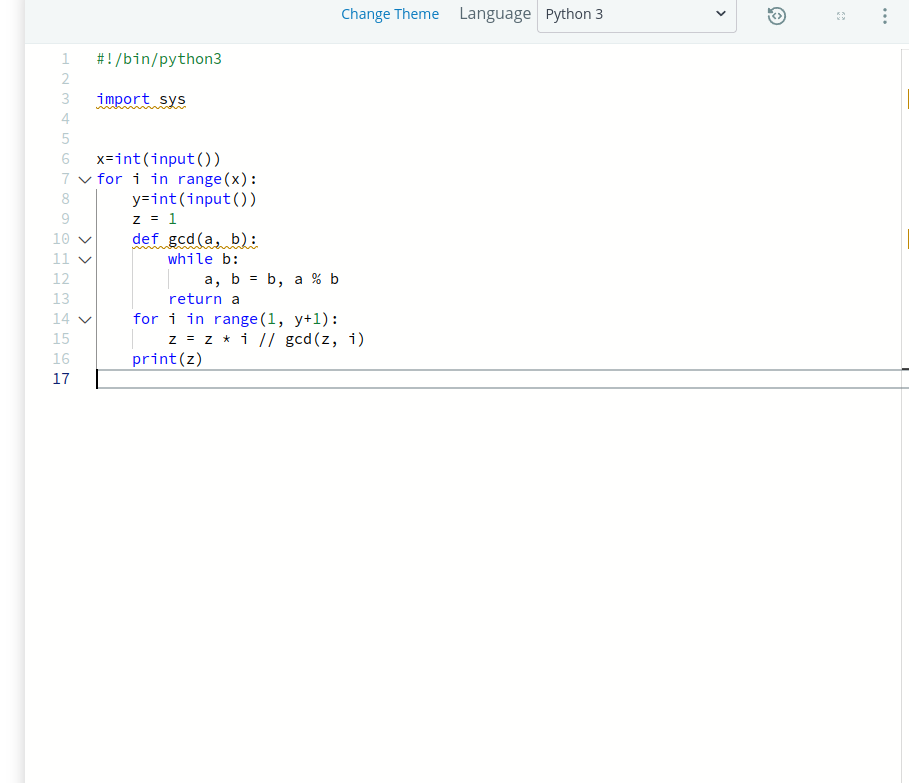 Change Theme Language Python 3
1 #!/bin/python3
2
3 import sys
4
5
6 x=int(input())
7 for i in range(x):
8     y=int(input())
9     z = 1
10     def gcd(a, b):
11         while b:
12             a, b = b, a % b
13         return a
14     for i in range(1, y+1):
15         z = z * i // gcd(z, i)
16     print(z)
17